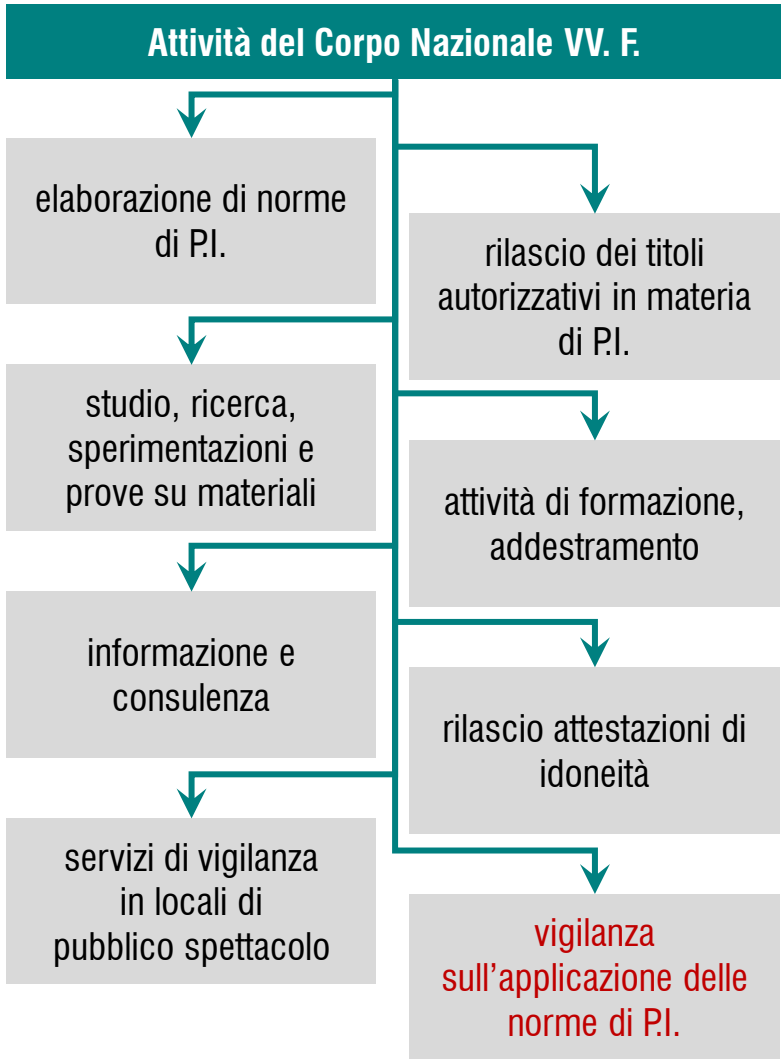 Attività del Corpo Nazionale VV. F.
elaborazione di norme
di P.I.
rilascio dei titoli
autorizzativi in materia
di P.I.
studio, ricerca,
sperimentazioni e
prove su materiali
attività di formazione,
addestramento
informazione e
consulenza
rilascio attestazioni di
idoneità
servizi di vigilanza
in locali di
pubblico spettacolo
vigilanza
sull’applicazione delle
norme di P.I.